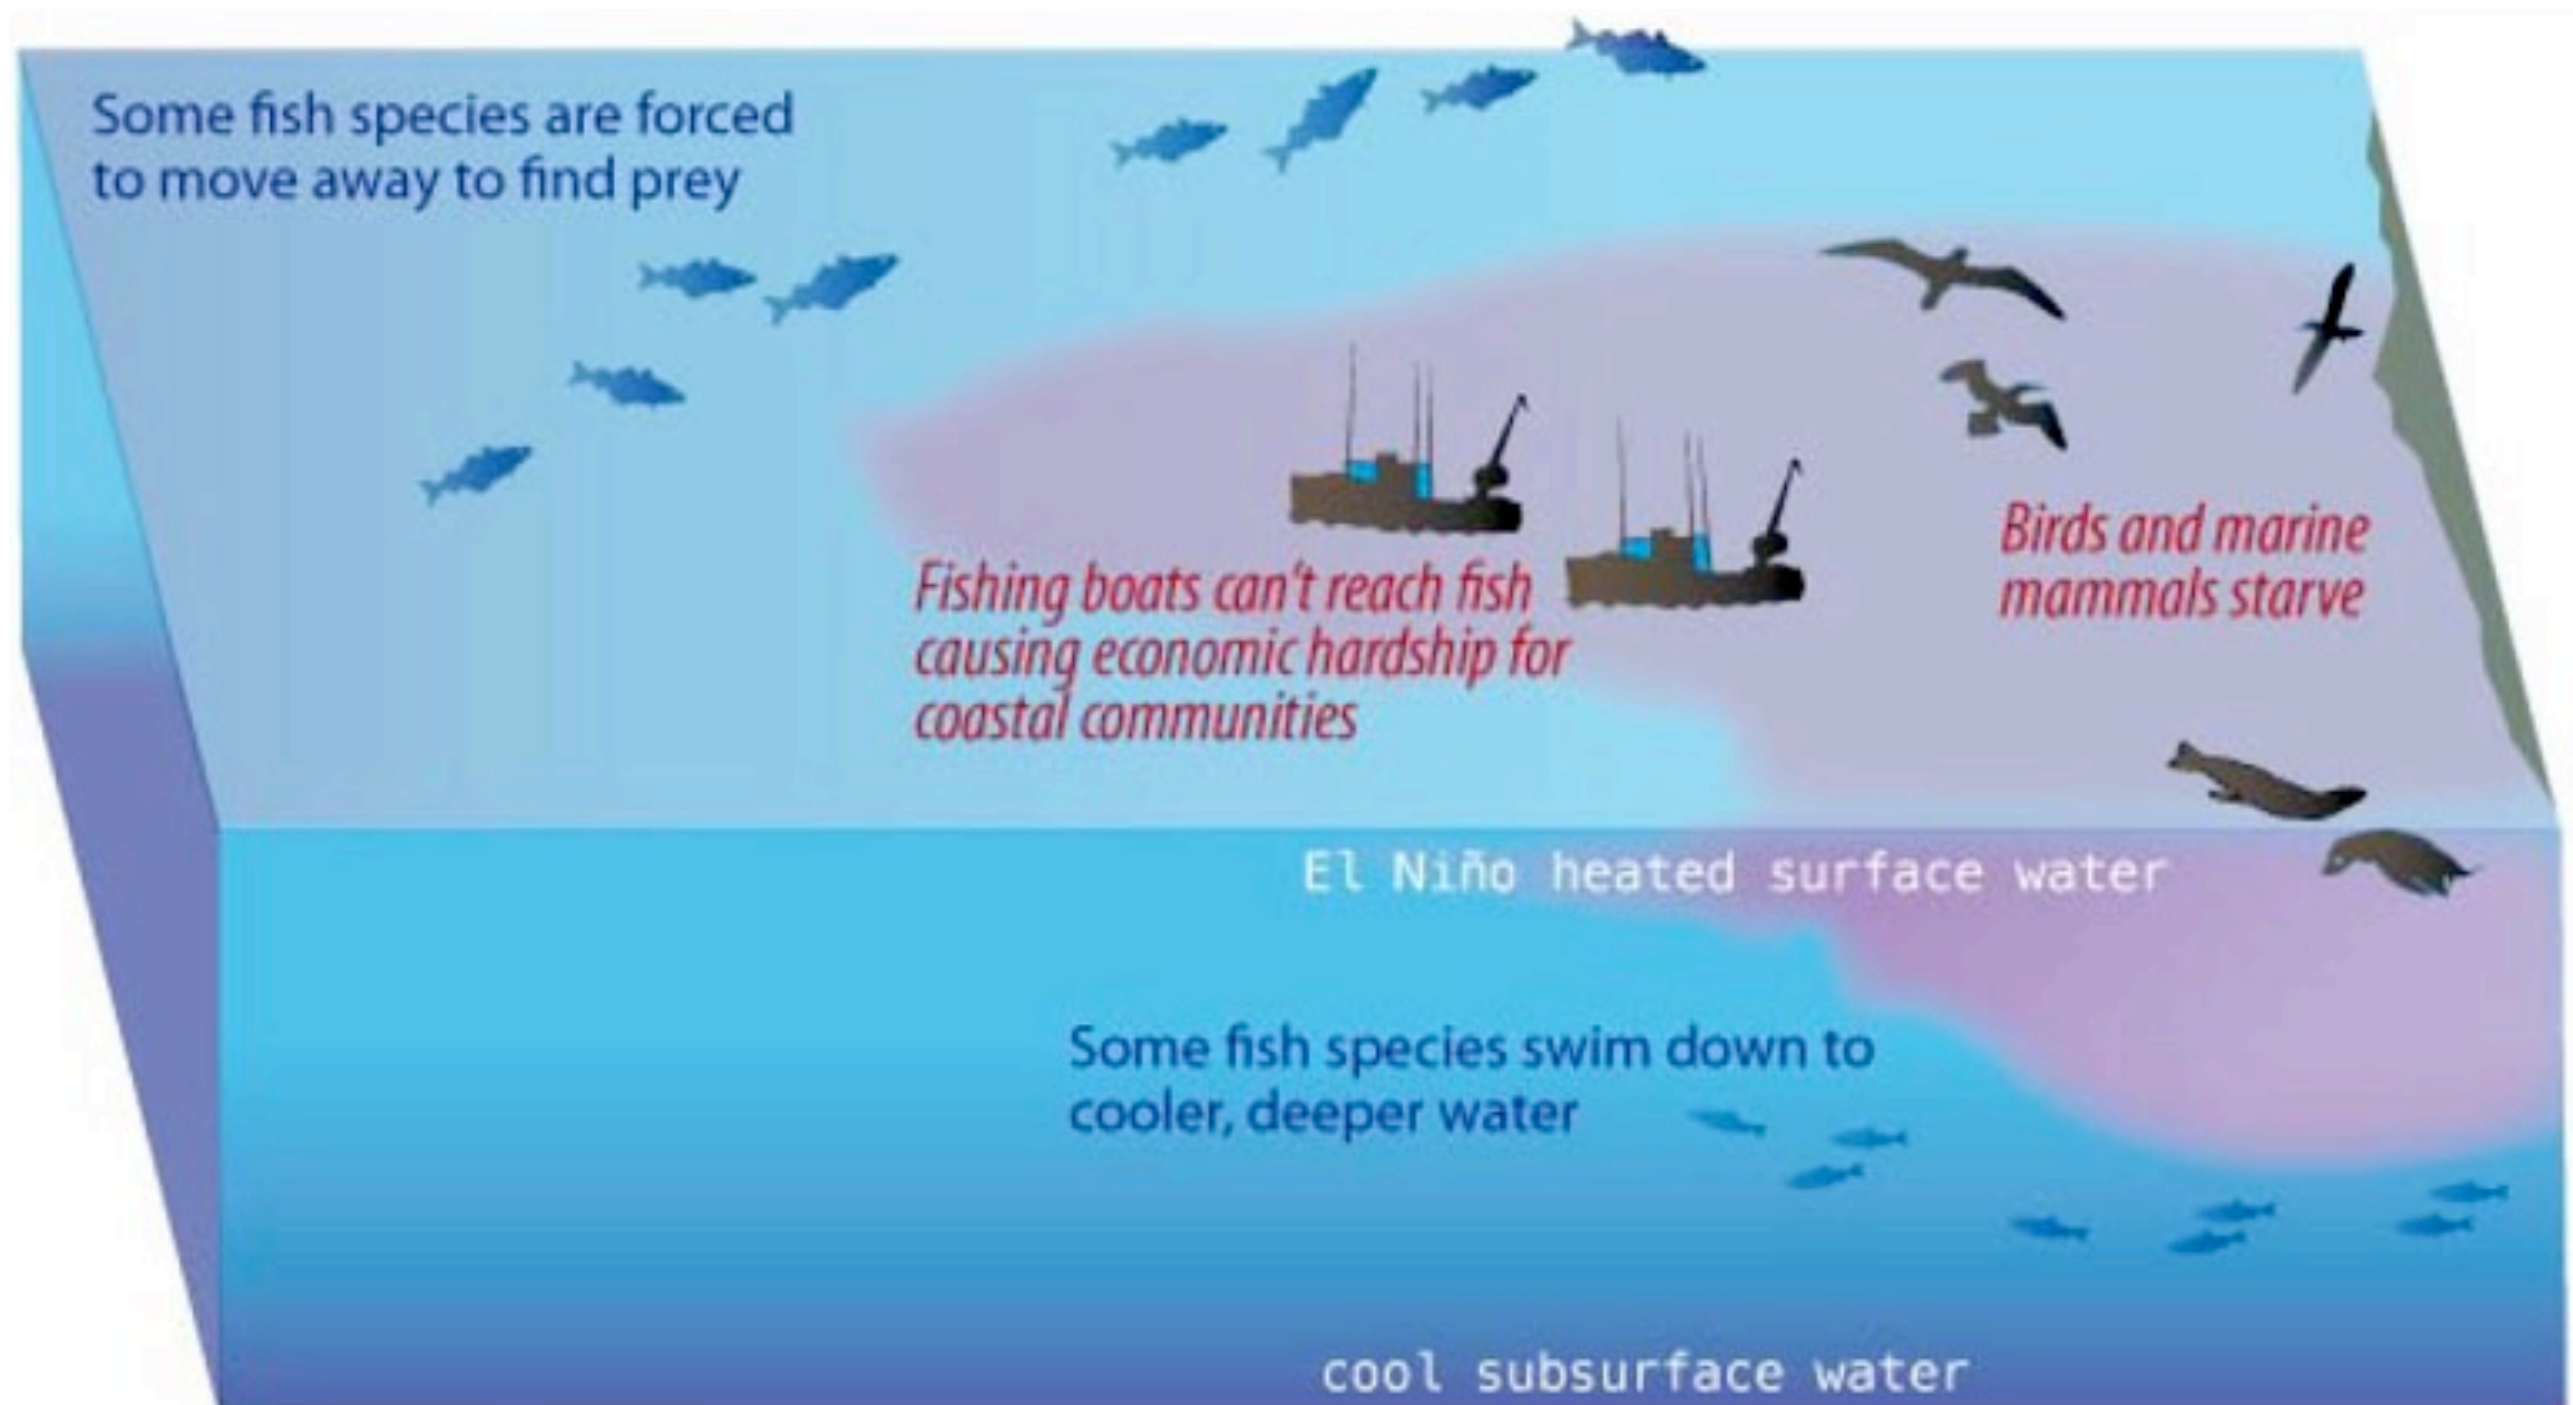 Some fish species are forced
to move away to find prey
Fishing boats can't reach fish
causing economic hardship for
coastal communities
Birds and marine
mammals starve
El Niño heated surface water
Some fish species swim down to
cooler, deeper water
cool subsurface water